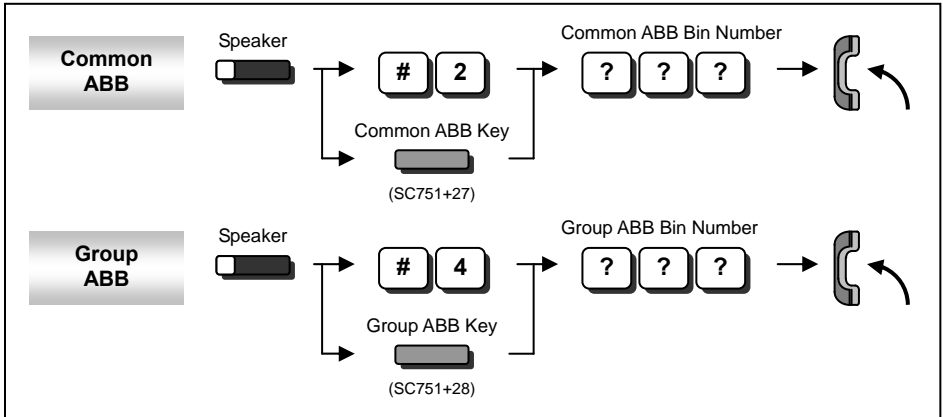 Common
ABB
Speaker
# 2
Common ABB Bin Number
? ? ?
Common ABB Key
(SC751+27)
Group
ABB
Speaker
# 4
Group ABB Bin Number
? ? ?
Group ABB Key
(SC751+28)